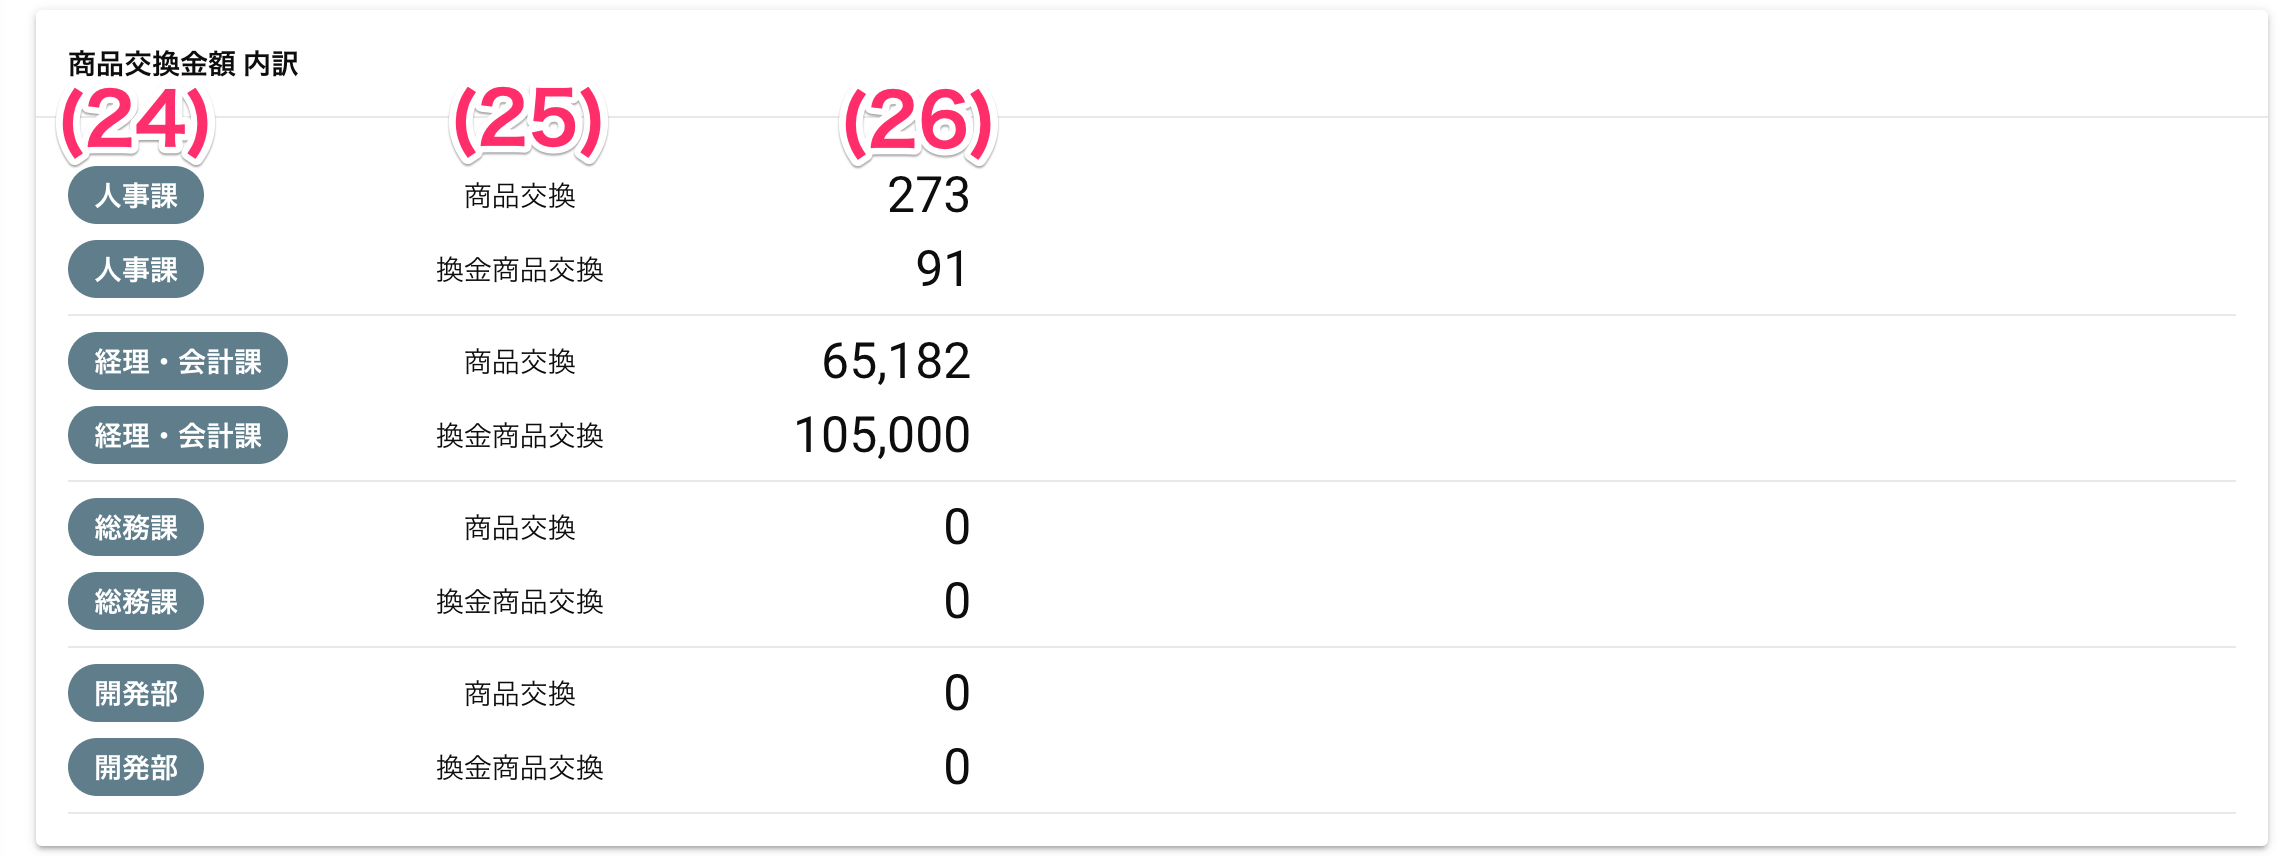 商品交換金額 内訳
(24) (25) (26)
人事課 商品交換 273
人事課 換金商品交換 91
経理・会計課 商品交換 65,182
経理・会計課 換金商品交換 105,000
総務課 商品交換 0
総務課 換金商品交換 0
開発部 商品交換 0
開発部 換金商品交換 0